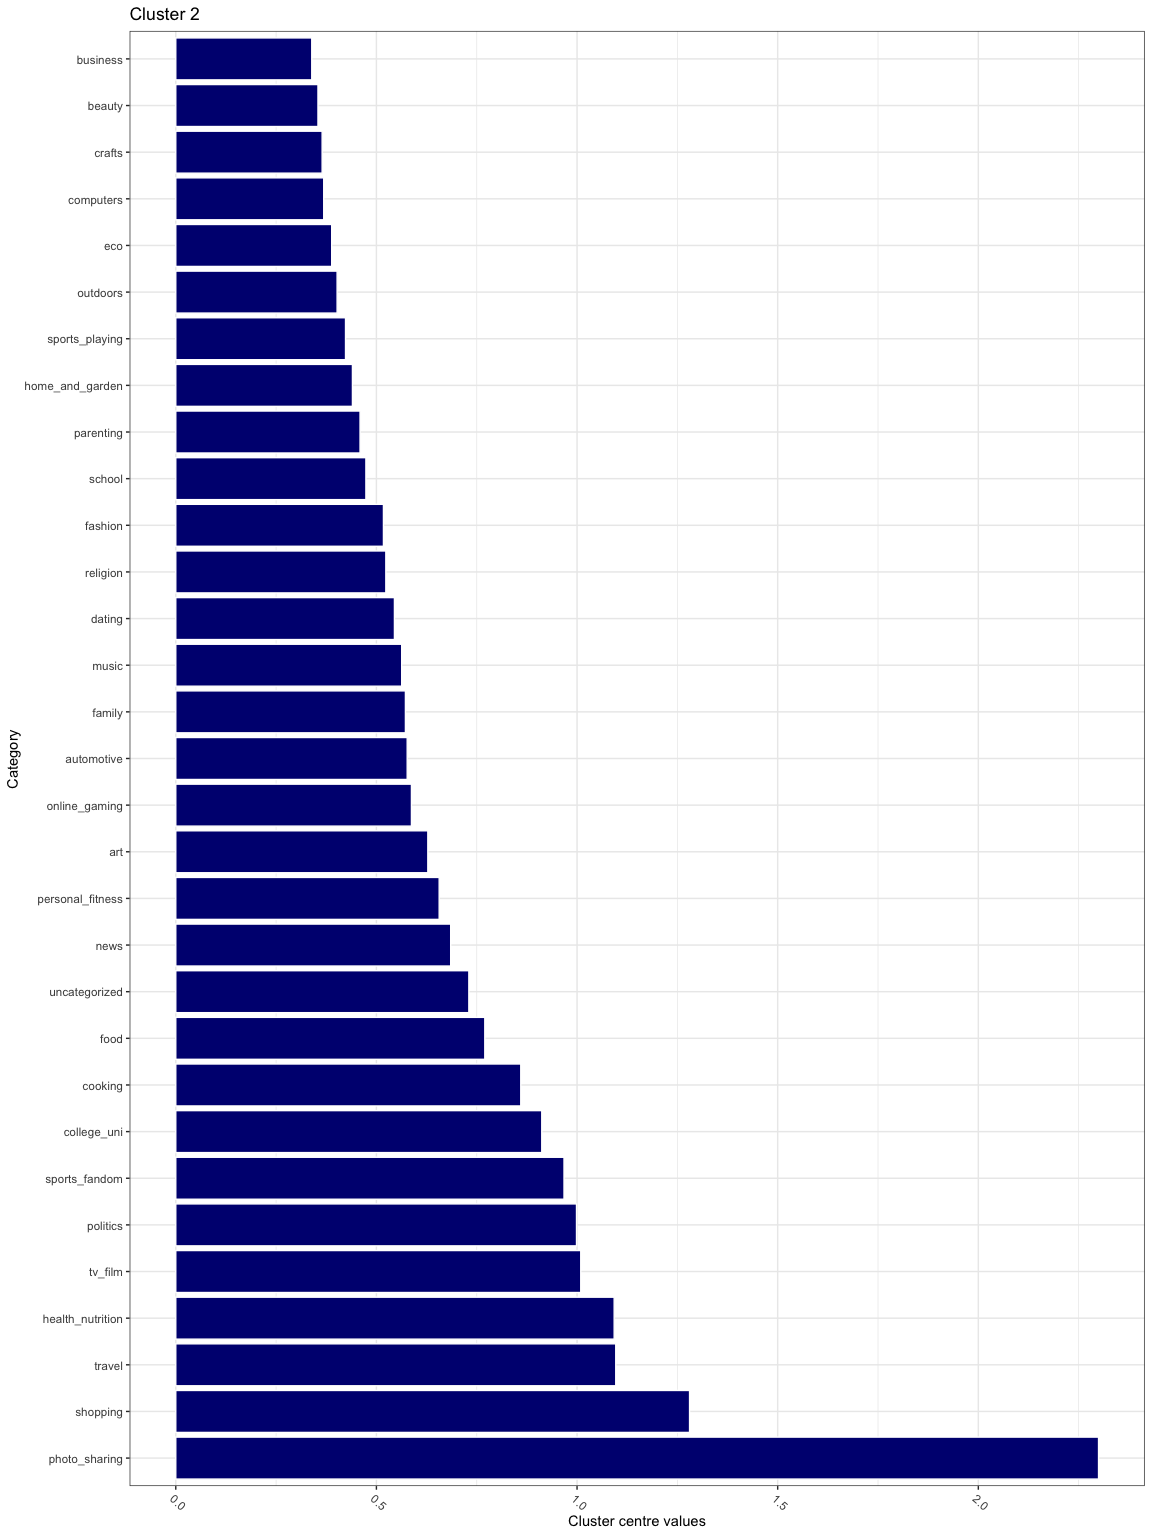 Cluster 2
business
beauty
crafts
computers
eco
outdoors
sports_playing
home_and_garden
parenting
school
fashion
religion
dating
music
family
automotive
online_gaming
art
personal_fitness
news
uncategorized
food
cooking
college_uni
sports_fandom
politics
tv_film
health_nutrition
travel
shopping
photo_sharing
Category
0.0
0.5
1.0
1.5
2.0
Cluster centre values